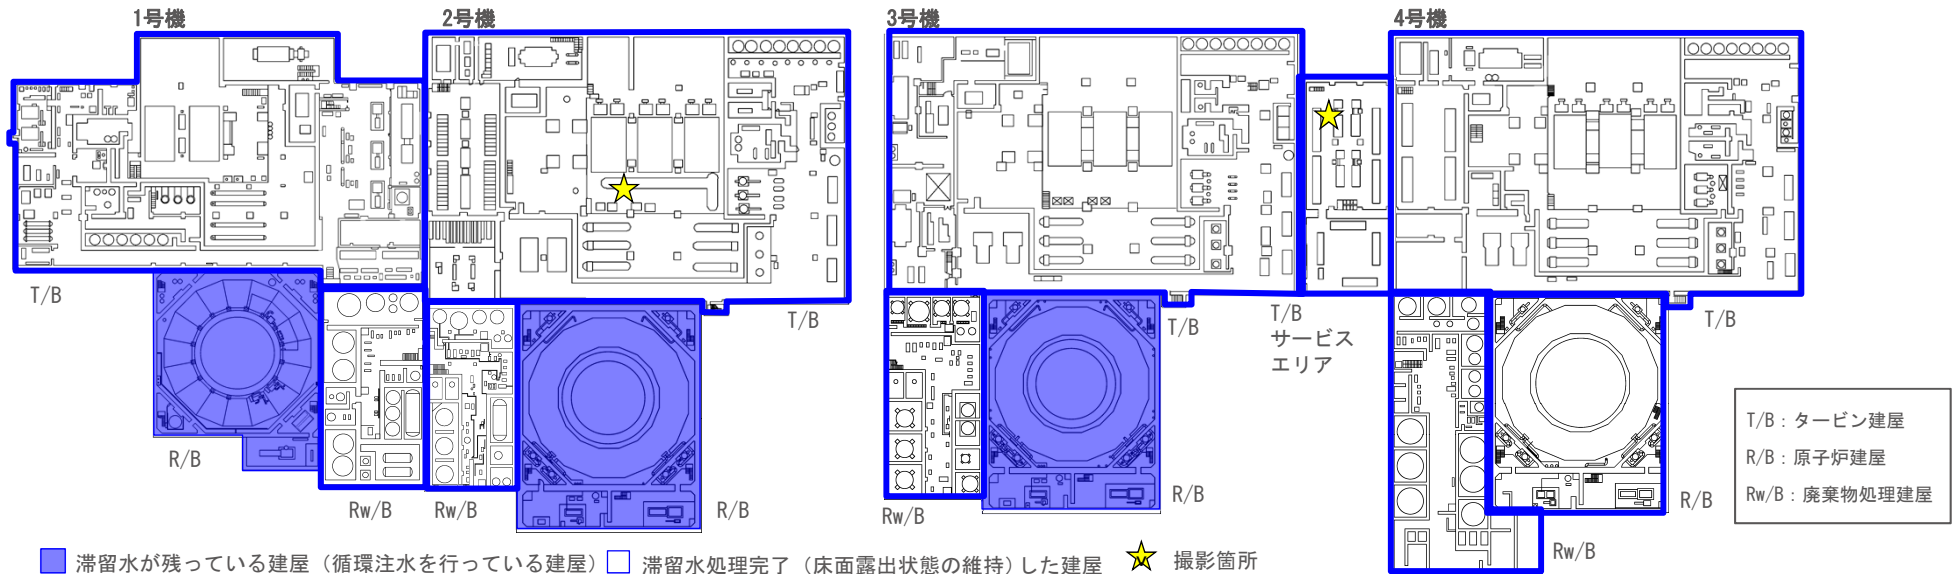 1号機
2号機
3号機
4号機
T/B
T/B
T/B
T/B
サービス
エリア
T/B
R/B
Rw/B
Rw/B
R/B
Rw/B
R/B
R/B
Rw/B
T/B：タービン建屋
R/B：原子炉建屋
Rw/B：廃棄物処理建屋
滞留水が残っている建屋（循環注水を行っている建屋）
滞留水処理完了（床面露出状態の維持）した建屋
撮影箇所